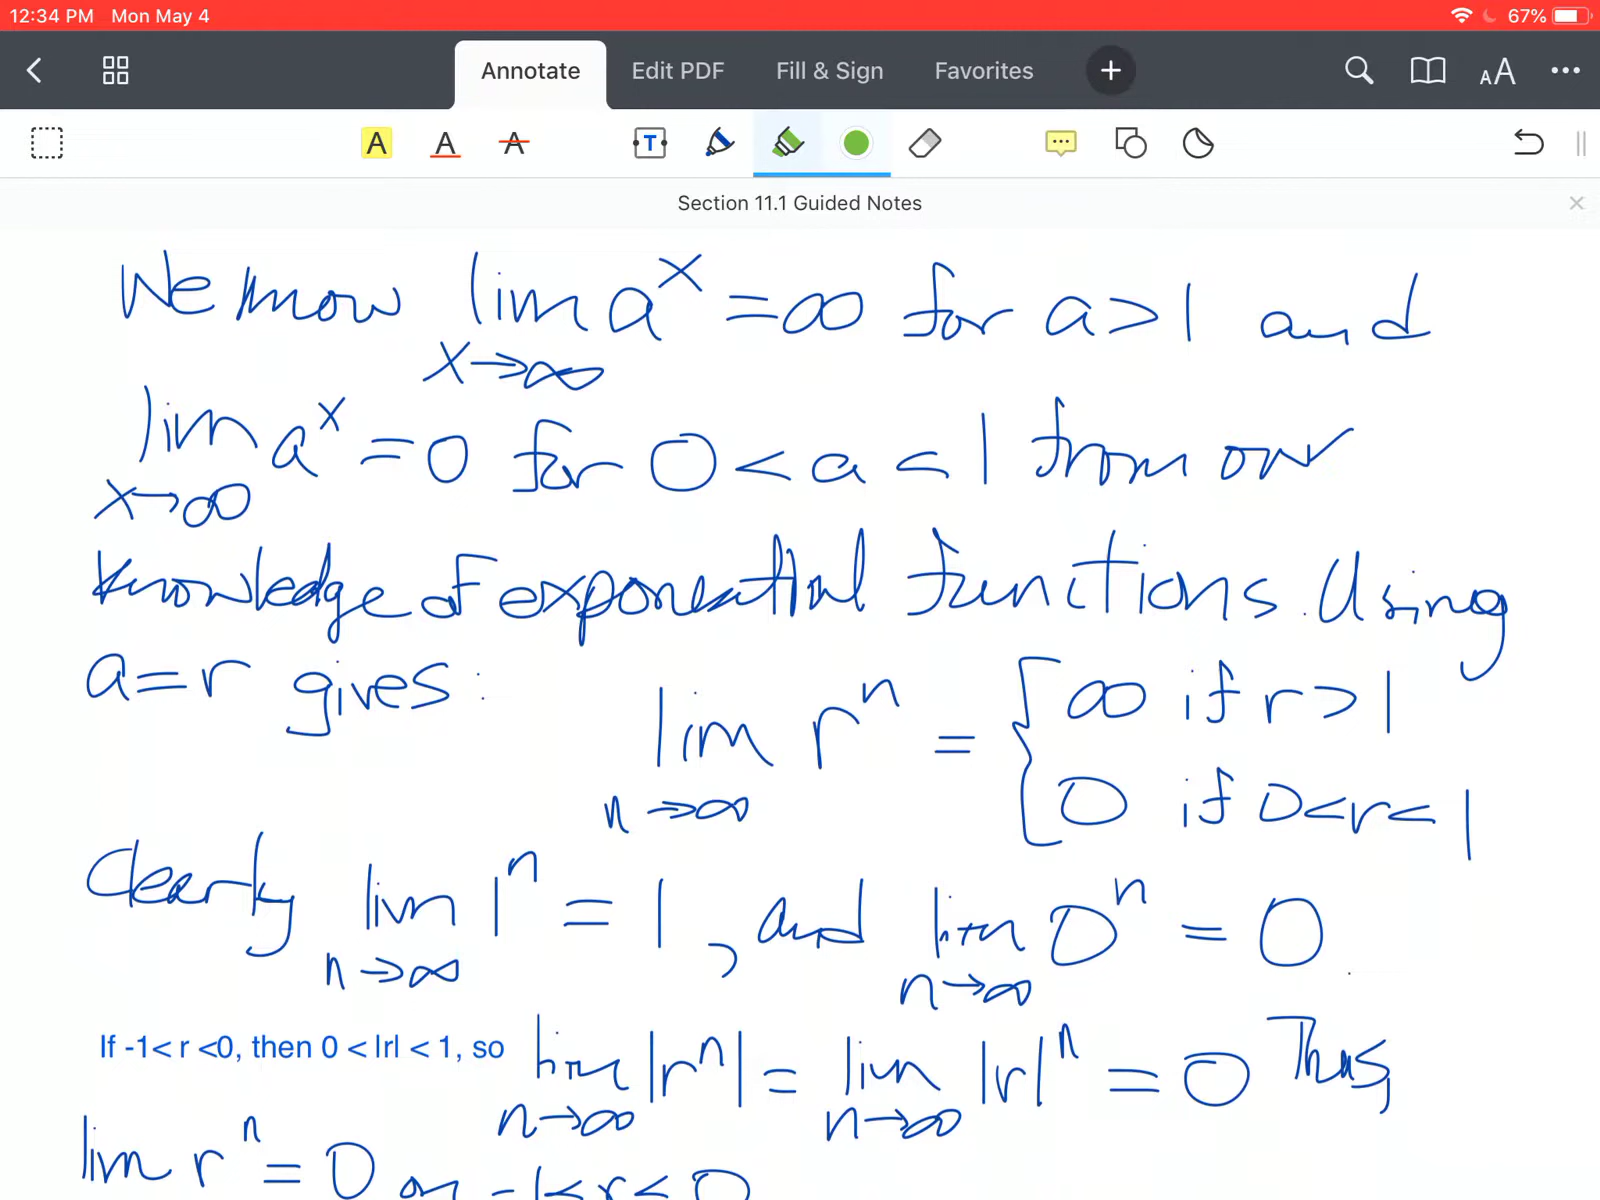 12:34 PM Mon May 4 67%
Annotate Edit PDF Fill & Sign Favorites
Section 11.1 Guided Notes
We know lim a^x = ∞ for a > 1 and
x→∞
lim a^x = 0 for 0 < a < 1 from our
x→∞
knowledge of exponential functions. Using
a = r gives:
lim r^n = { ∞ if r > 1
n→∞ 0 if 0 < r < 1
Clearly lim 1^n = 1, and lim 0^n = 0.
n→∞ n→∞
If -1< r <0, then 0 < |r| < 1, so lim |r^n| = lim |r|^n = 0 Thus,
n→∞ n→∞
lim r^n = 0 on -1 < r < 0